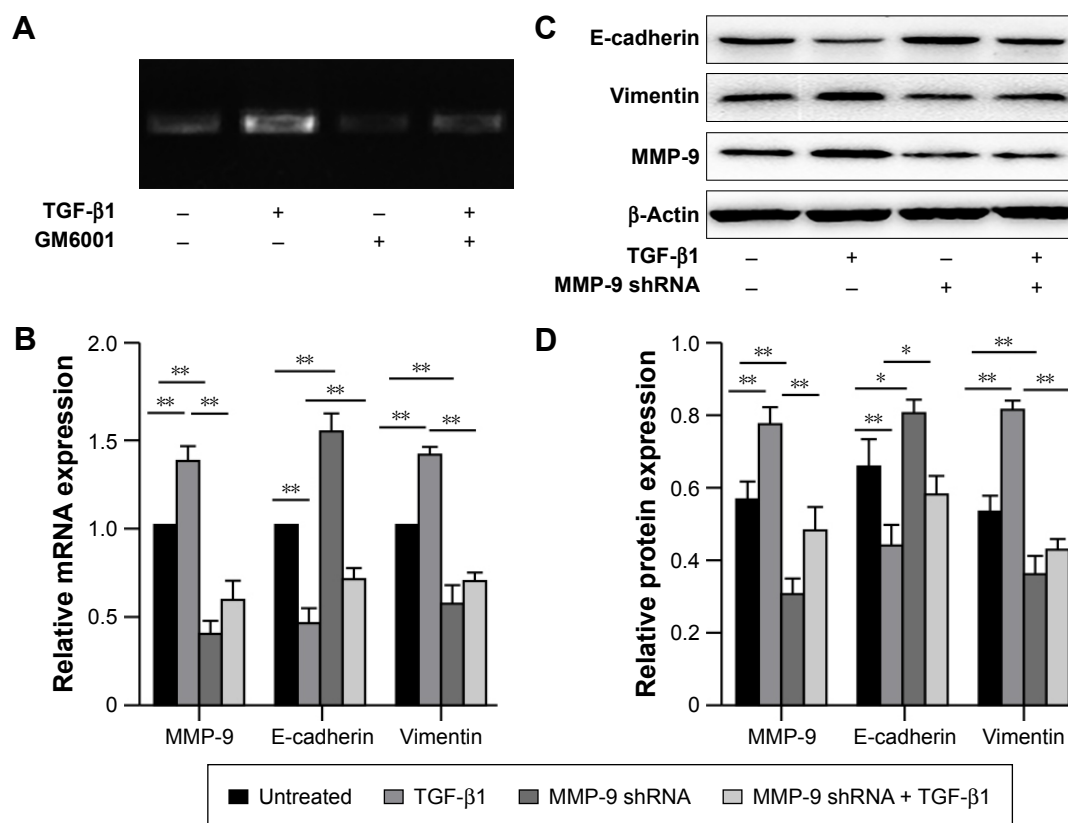 A
TGF-β1 – + – +
GM6001 – – + +
B
Relative mRNA expression
2.0
1.5
1.0
0.5
0
** ** ** ** ** ** ** ** **
MMP-9 E-cadherin Vimentin
C
E-cadherin
Vimentin
MMP-9
β-Actin
TGF-β1 – + – +
MMP-9 shRNA – – + +
D
Relative protein expression
1.0
0.8
0.6
0.4
0.2
0
** ** ** ** * * ** ** **
MMP-9 E-cadherin Vimentin
Untreated TGF-β1 MMP-9 shRNA MMP-9 shRNA + TGF-β1